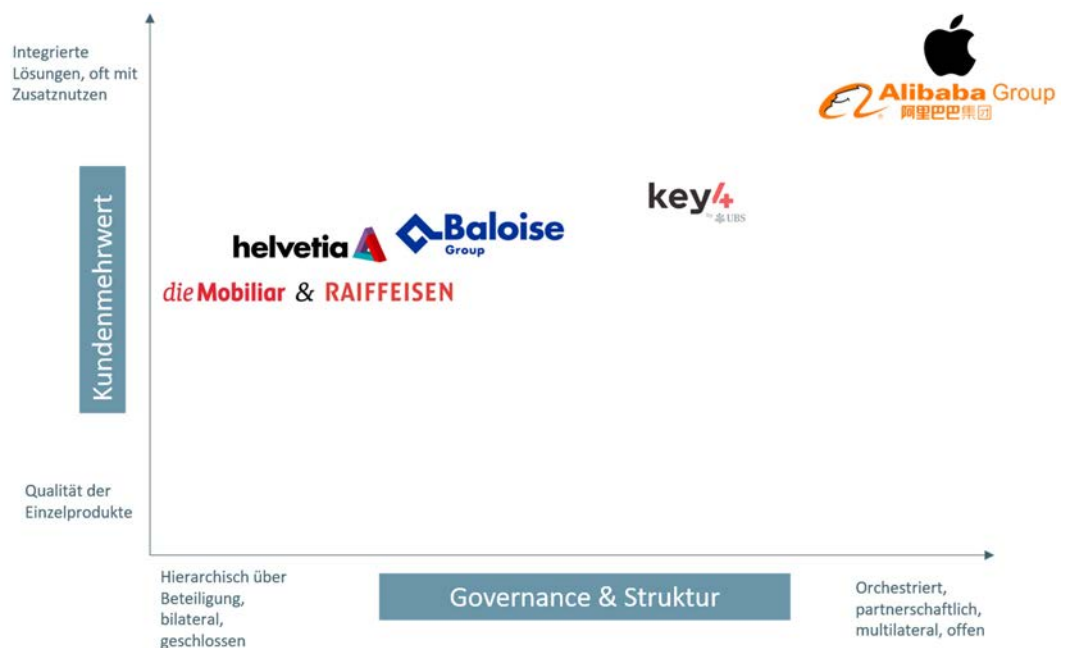 Integrierte
Lösungen, oft mit
Zusatznutzen
Alibaba Group
阿里巴巴集团
key4
by UBS
Baloise
Group
helvetia
die Mobiliar & RAIFFEISEN
Kundenmehrwert
Qualität der
Einzelprodukte
Hierarchisch über
Beteiligung,
bilateral,
geschlossen
Governance & Struktur
Orchestriert,
partnerschaftlich,
multilateral, offen